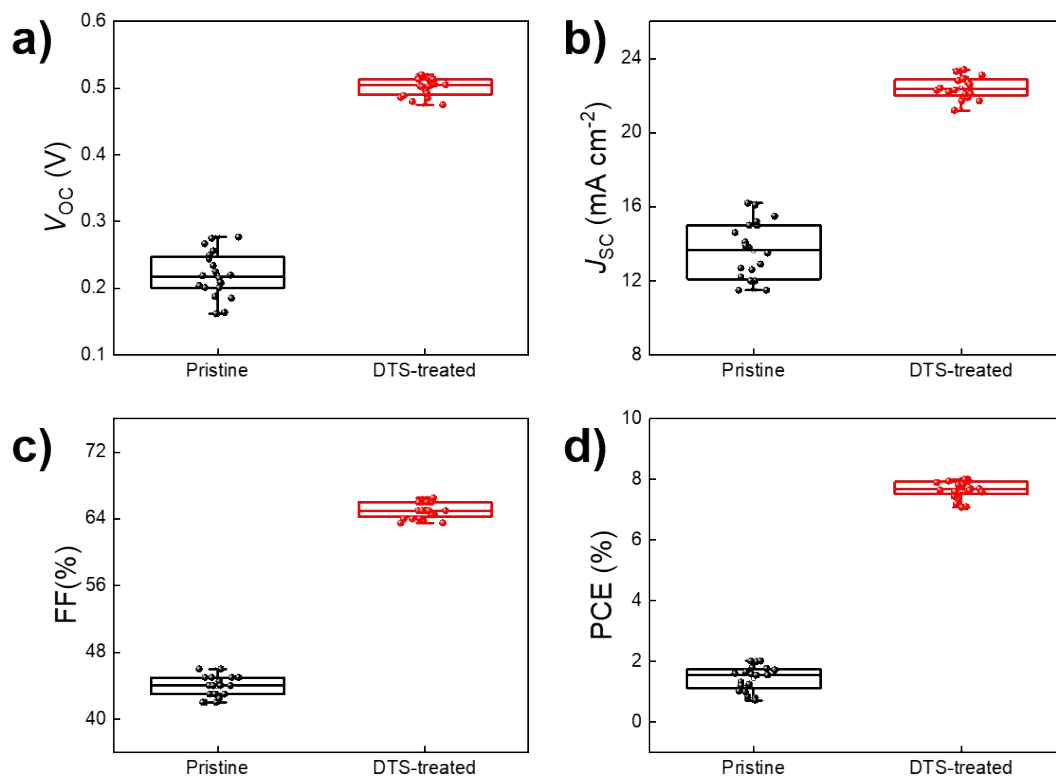 a)
0.6
0.5
0.4
0.3
0.2
0.1
V_OC (V)
Pristine
DTS-treated
b)
24
20
16
12
8
J_SC (mA cm⁻²)
Pristine
DTS-treated
c)
72
64
56
48
40
FF(%)
Pristine
DTS-treated
d)
10
8
6
4
2
0
PCE (%)
Pristine
DTS-treated